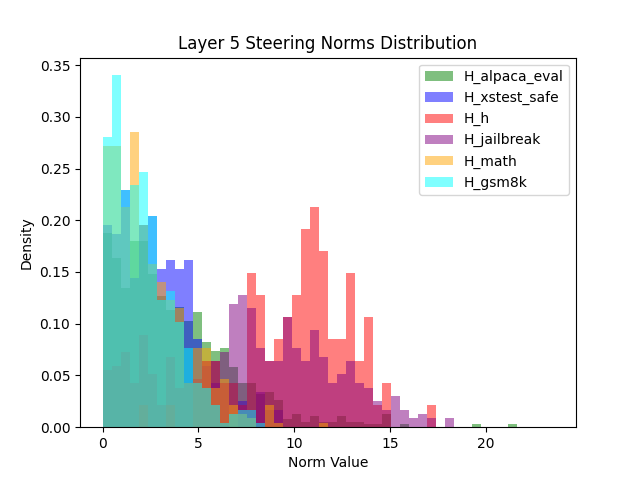 Layer 5 Steering Norms Distribution
0.35
0.30
0.25
0.20
0.15
0.10
0.05
0.00
Density
0
5
10
15
20
Norm Value
H_alpaca_eval
H_xstest_safe
H_h
H_jailbreak
H_math
H_gsm8k